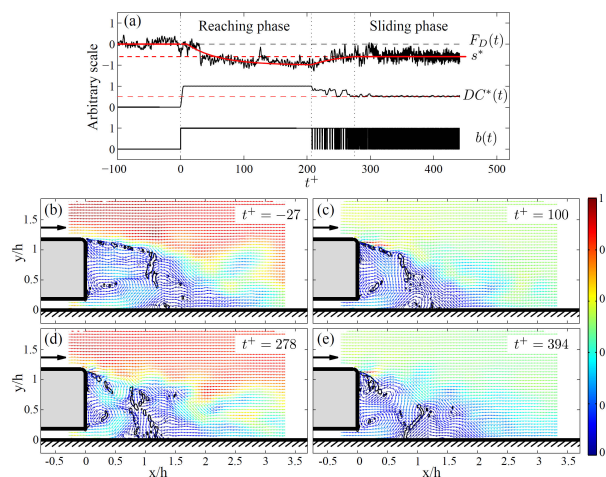 (a) Reaching phase Sliding phase
Arbitrary scale
1
0
−1
1
0
1
0
F_D(t)
s*
DC*(t)
b(t)
−100 0 100 200 300 400 500
t⁺
(b) t⁺ = −27
(c) t⁺ = 100
y/h
1.5
1
0.5
0
(d) t⁺ = 278
(e) t⁺ = 394
y/h
1.5
1
0.5
0
−0.5 0 0.5 1 1.5 2 2.5 3 3.5
x/h
−0.5 0 0.5 1 1.5 2 2.5 3 3.5
x/h
1
0
0
0
0
0